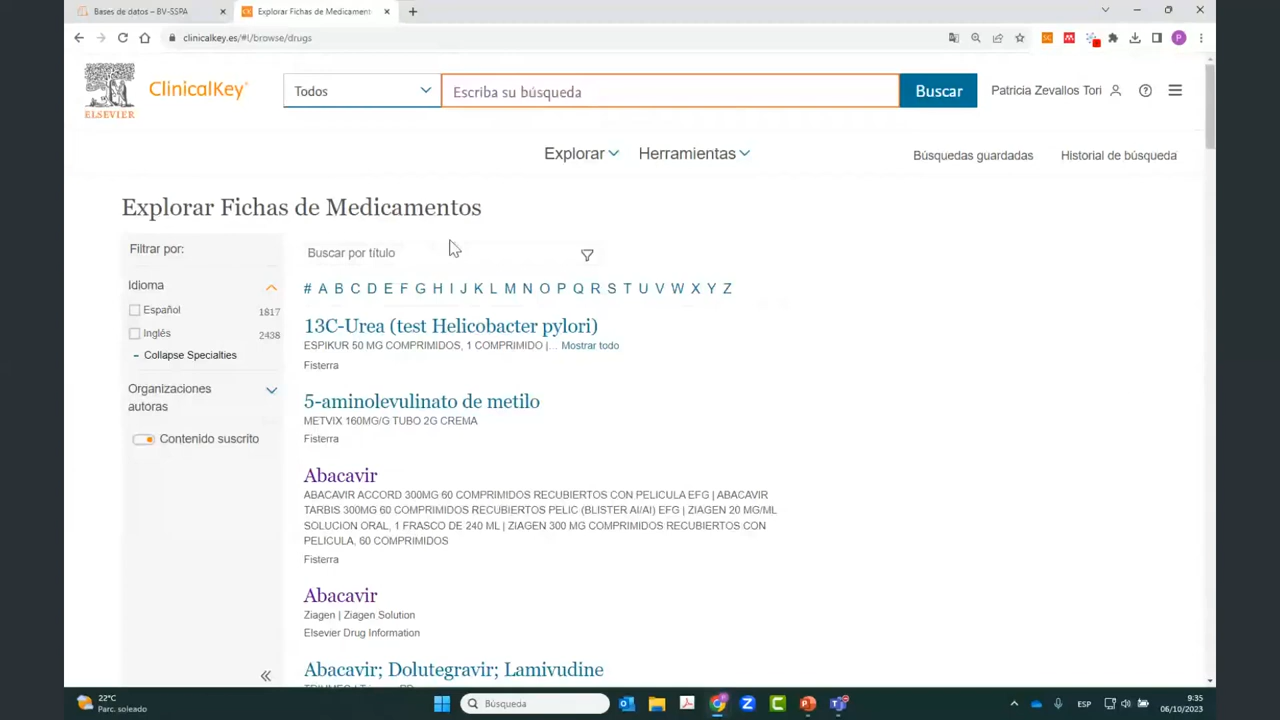 Bases de datos – BV-SSPA
Explorar Fichas de Medicament
clinicalkey.es/#!/browse/drugs
ELSEVIER
ClinicalKey®
Todos
Escriba su búsqueda
Buscar
Patricia Zevallos Tori
Explorar
Herramientas
Búsquedas guardadas
Historial de búsqueda
Explorar Fichas de Medicamentos
Filtrar por:
Idioma
Español 1817
Inglés 2438
- Collapse Specialties
Organizaciones
autoras
Contenido suscrito
Buscar por título
# A B C D E F G H I J K L M N O P Q R S T U V W X Y Z
13C-Urea (test Helicobacter pylori)
ESPIKUR 50 MG COMPRIMIDOS, 1 COMPRIMIDO |... Mostrar todo
Fisterra
5-aminolevulinato de metilo
METVIX 160MG/G TUBO 2G CREMA
Fisterra
Abacavir
ABACAVIR ACCORD 300MG 60 COMPRIMIDOS RECUBIERTOS CON PELICULA EFG | ABACAVIR
TARBIS 300MG 60 COMPRIMIDOS RECUBIERTOS PELIC (BLISTER Al/Al) EFG | ZIAGEN 20 MG/ML
SOLUCION ORAL, 1 FRASCO DE 240 ML | ZIAGEN 300 MG COMPRIMIDOS RECUBIERTOS CON
PELICULA, 60 COMPRIMIDOS
Fisterra
Abacavir
Ziagen | Ziagen Solution
Elsevier Drug Information
Abacavir; Dolutegravir; Lamivudine
22°C
Parc. soleado
Búsqueda
ESP
9:35
06/10/2023